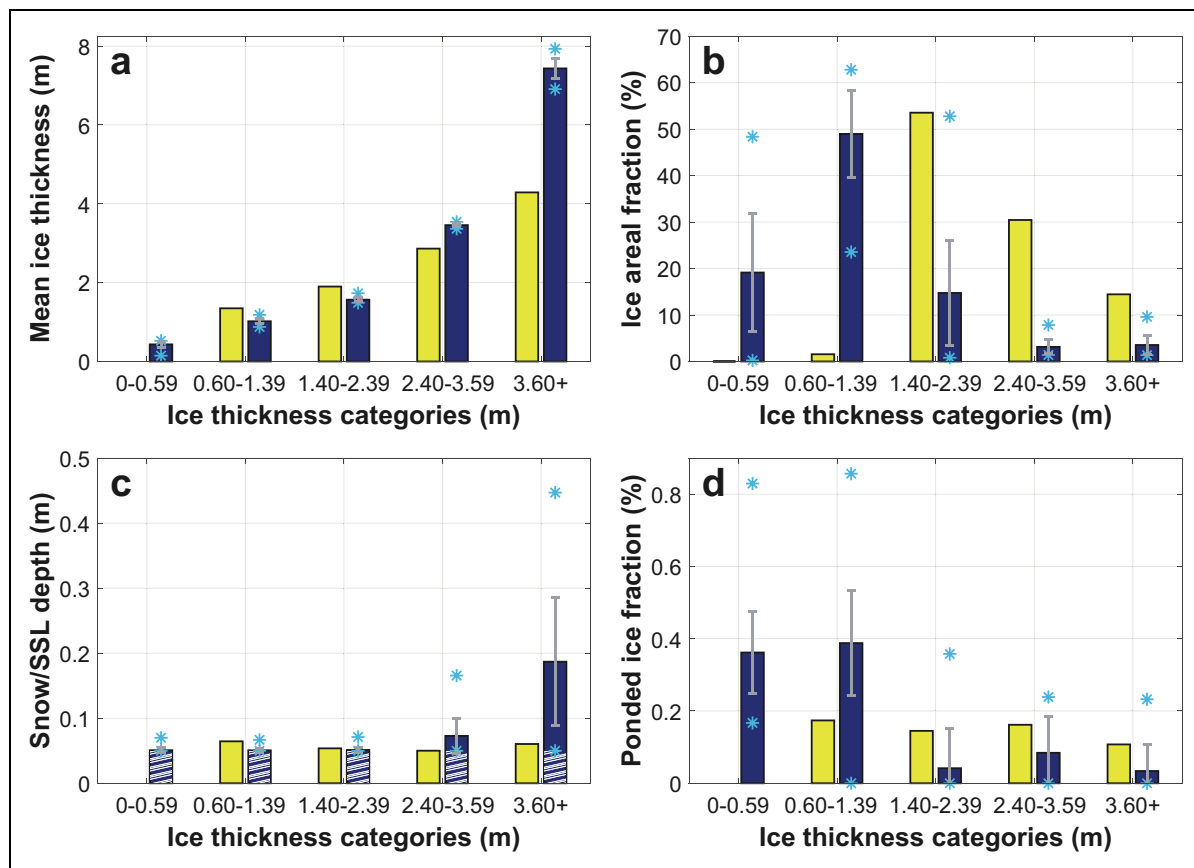 a
Mean ice thickness (m)
8
6
4
2
0
0-0.59 0.60-1.39 1.40-2.39 2.40-3.59 3.60+
Ice thickness categories (m)
b
Ice areal fraction (%)
70
60
50
40
30
20
10
0
0-0.59 0.60-1.39 1.40-2.39 2.40-3.59 3.60+
Ice thickness categories (m)
c
Snow/SSL depth (m)
0.5
0.4
0.3
0.2
0.1
0
0-0.59 0.60-1.39 1.40-2.39 2.40-3.59 3.60+
Ice thickness categories (m)
d
Ponded ice fraction (%)
0.8
0.6
0.4
0.2
0
0-0.59 0.60-1.39 1.40-2.39 2.40-3.59 3.60+
Ice thickness categories (m)